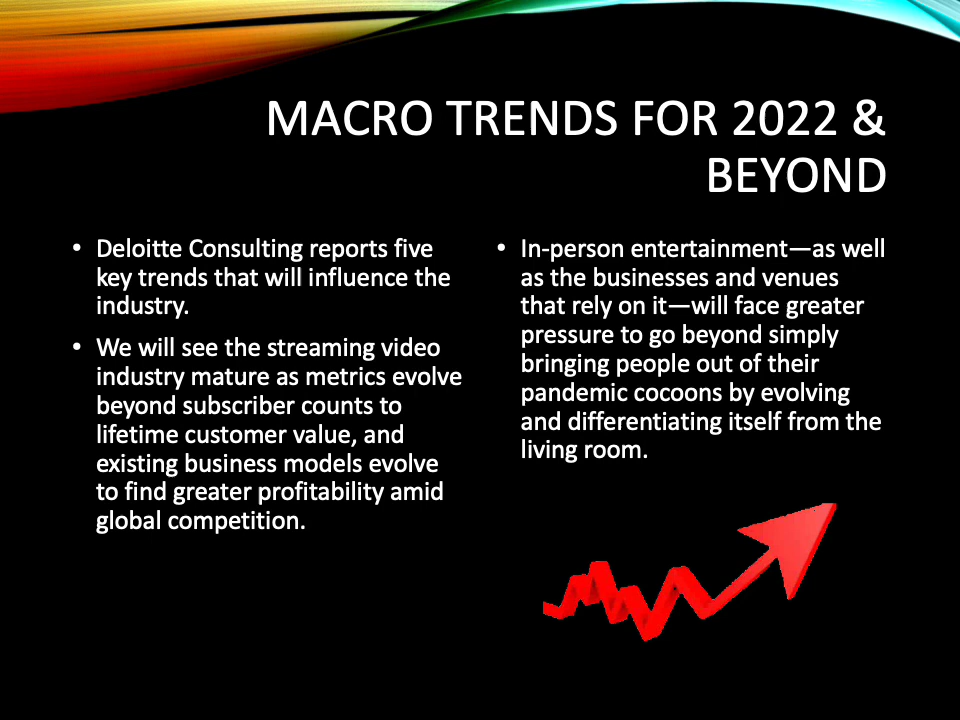 MACRO TRENDS FOR 2022 &
BEYOND
• Deloitte Consulting reports five
key trends that will influence the
industry.
• We will see the streaming video
industry mature as metrics evolve
beyond subscriber counts to
lifetime customer value, and
existing business models evolve
to find greater profitability amid
global competition.
• In-person entertainment—as well
as the businesses and venues
that rely on it—will face greater
pressure to go beyond simply
bringing people out of their
pandemic cocoons by evolving
and differentiating itself from the
living room.